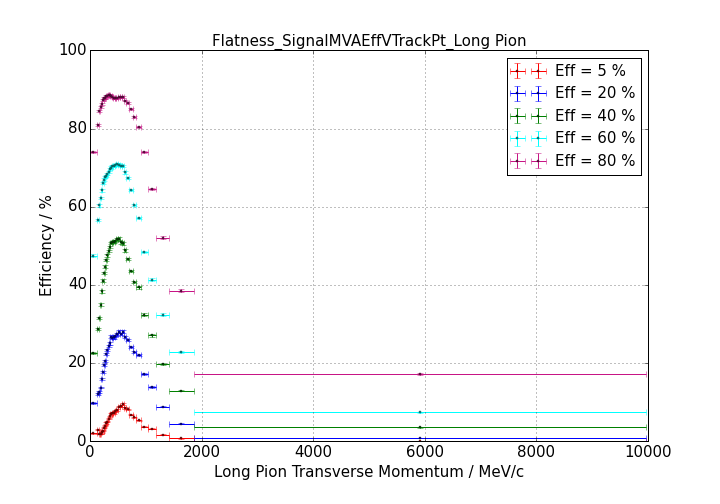 Flatness_SignalMVAEffVTrackPt_Long Pion
Efficiency / %
100
80
60
40
20
0
Eff = 5 %
Eff = 20 %
Eff = 40 %
Eff = 60 %
Eff = 80 %
0 2000 4000 6000 8000 10000
Long Pion Transverse Momentum / MeV/c